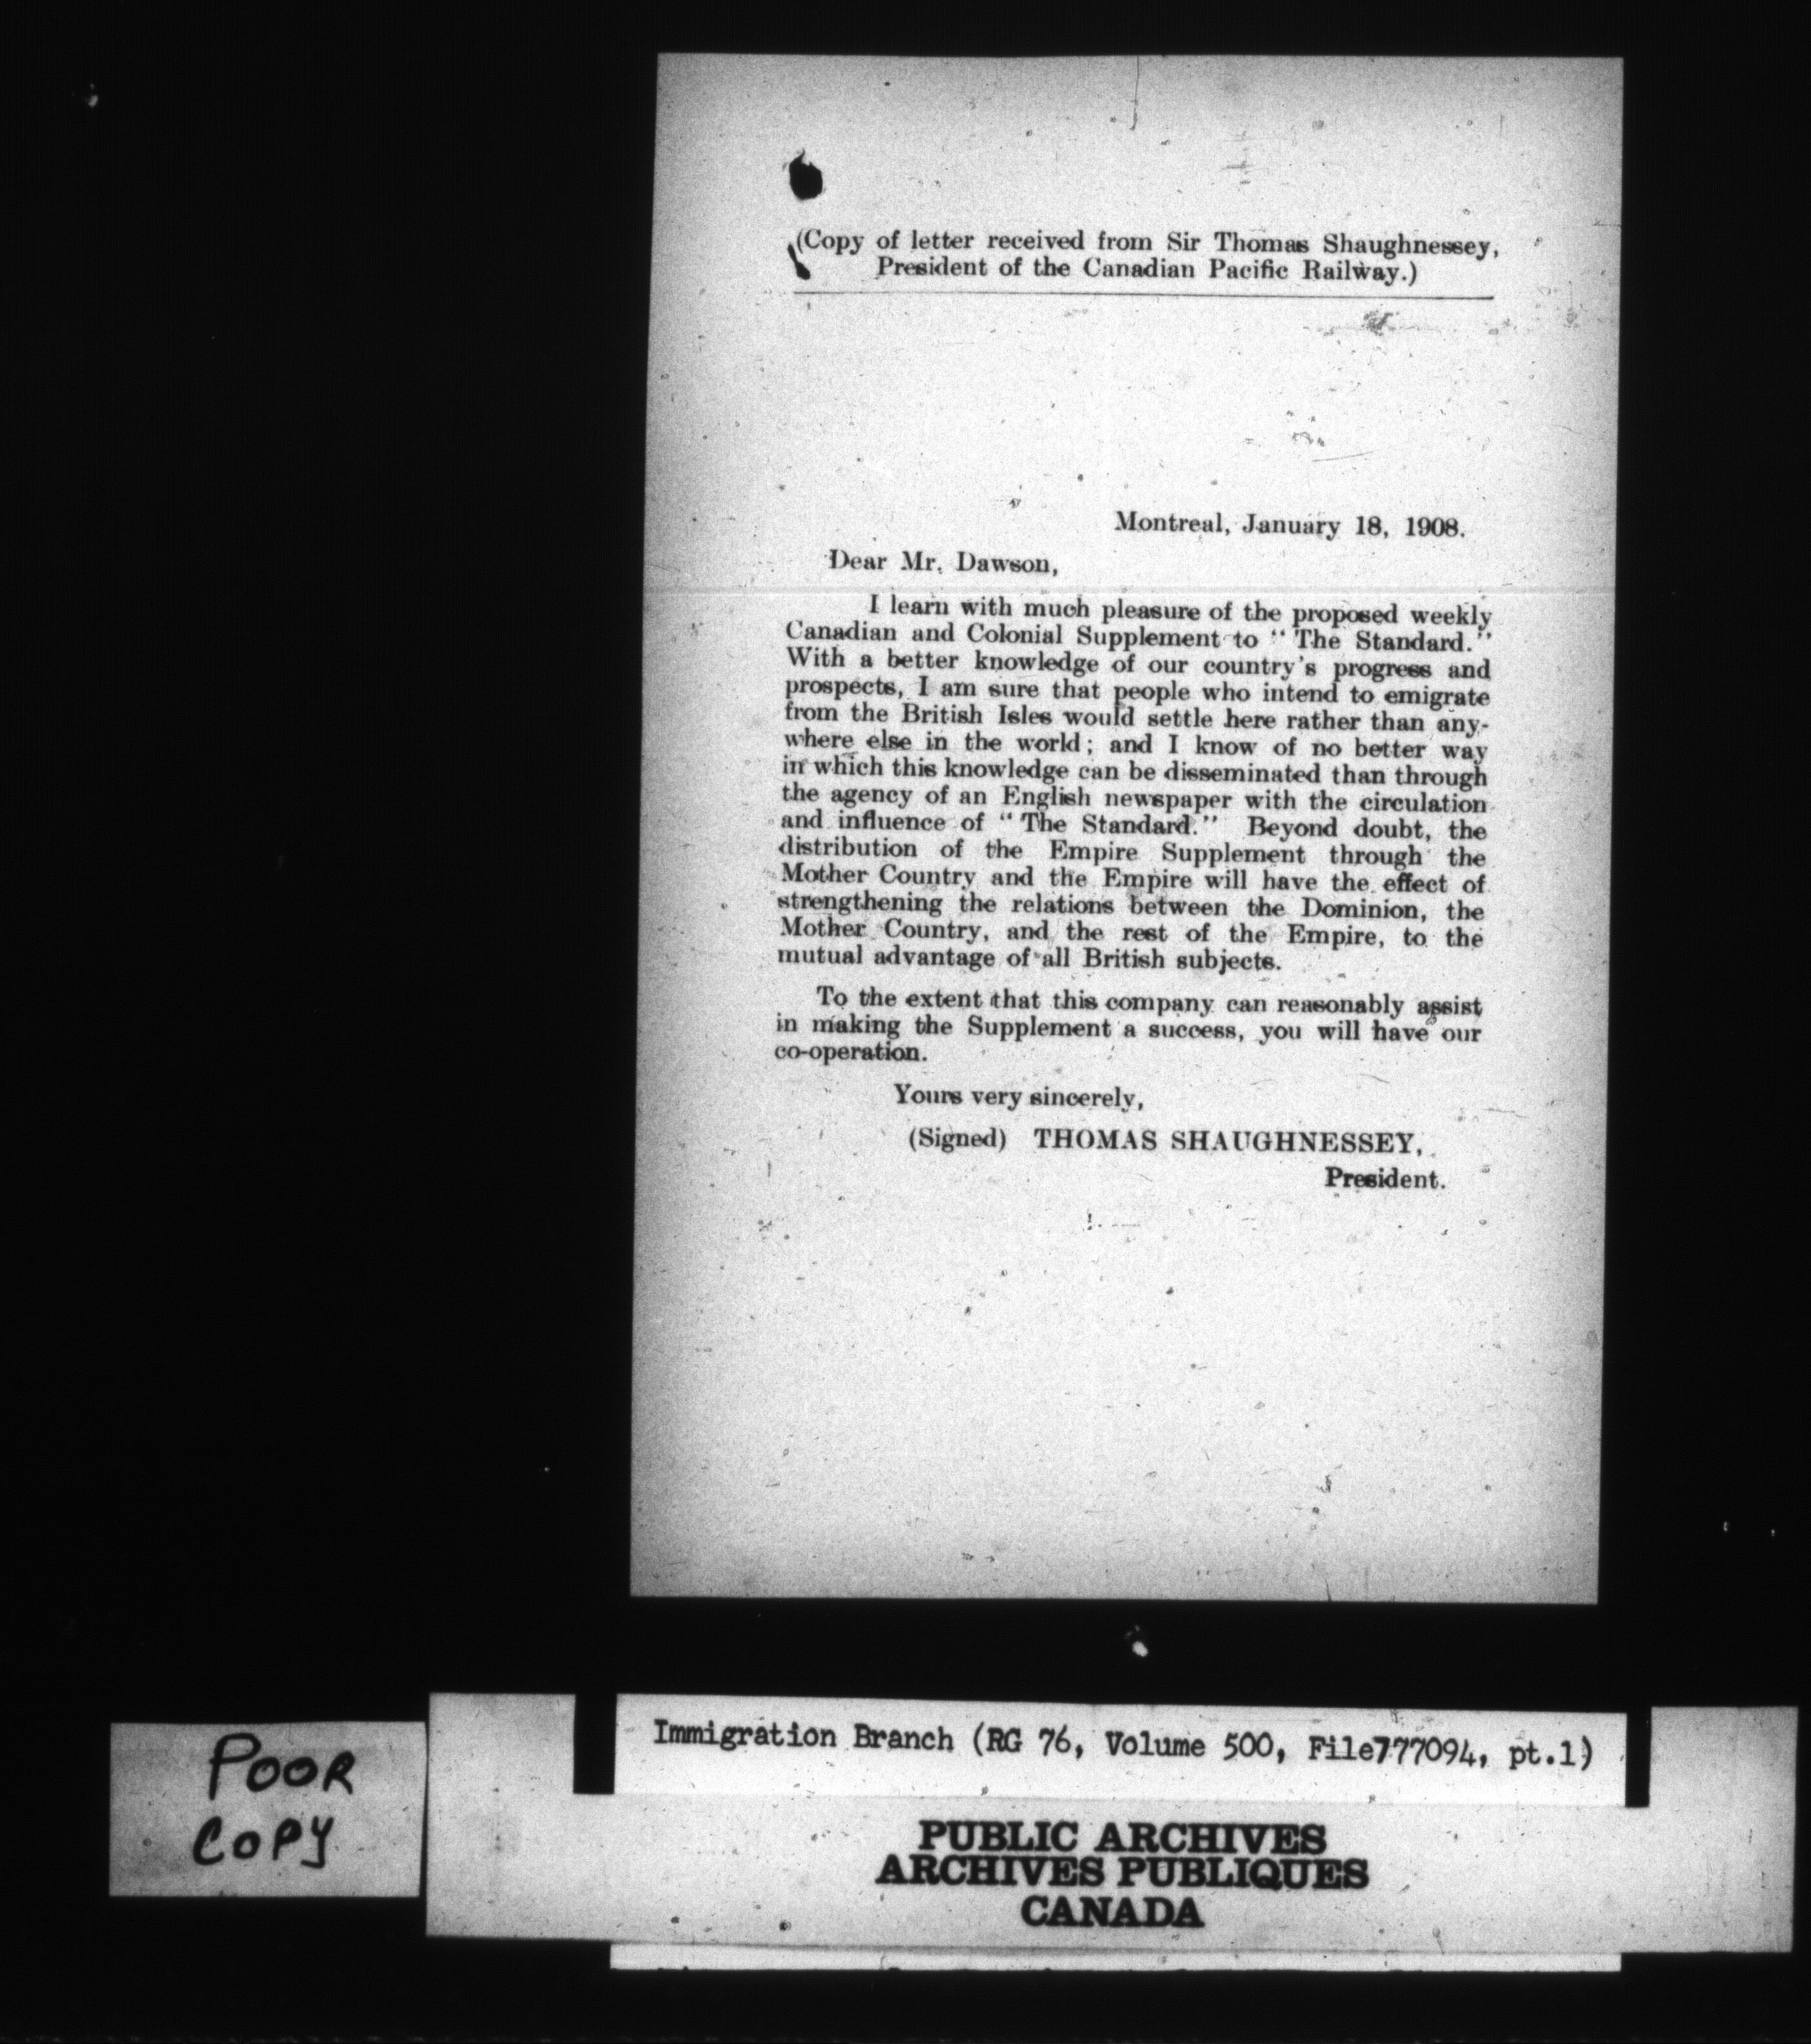 (Copy of letter received from Sir Thomas Shaughnessey,
President of the Canadian Pacific Railway.)
Montreal, January 18, 1908.
Dear Mr. Dawson,
I learn with much pleasure of the proposed weekly
Canadian and Colonial Supplement to “The Standard.”
With a better knowledge of our country's progress and
prospects, I am sure that people who intend to emigrate
from the British Isles would settle here rather than any-
where else in the world; and I know of no better way
in which this knowledge can be disseminated than through
the agency of an English newspaper with the circulation
and influence of “The Standard.” Beyond doubt, the
distribution of the Empire Supplement through the
Mother Country and the Empire will have the effect of
strengthening the relations between the Dominion, the
Mother Country, and the rest of the Empire, to the
mutual advantage of all British subjects.
To the extent that this company can reasonably assist
in making the Supplement a success, you will have our
co-operation.
Yours very sincerely,
(Signed) THOMAS SHAUGHNESSEY,
President.
POOR
COPY
Immigration Branch (RG 76, Volume 500, File777094, pt.1)
PUBLIC ARCHIVES
ARCHIVES PUBLIQUES
CANADA